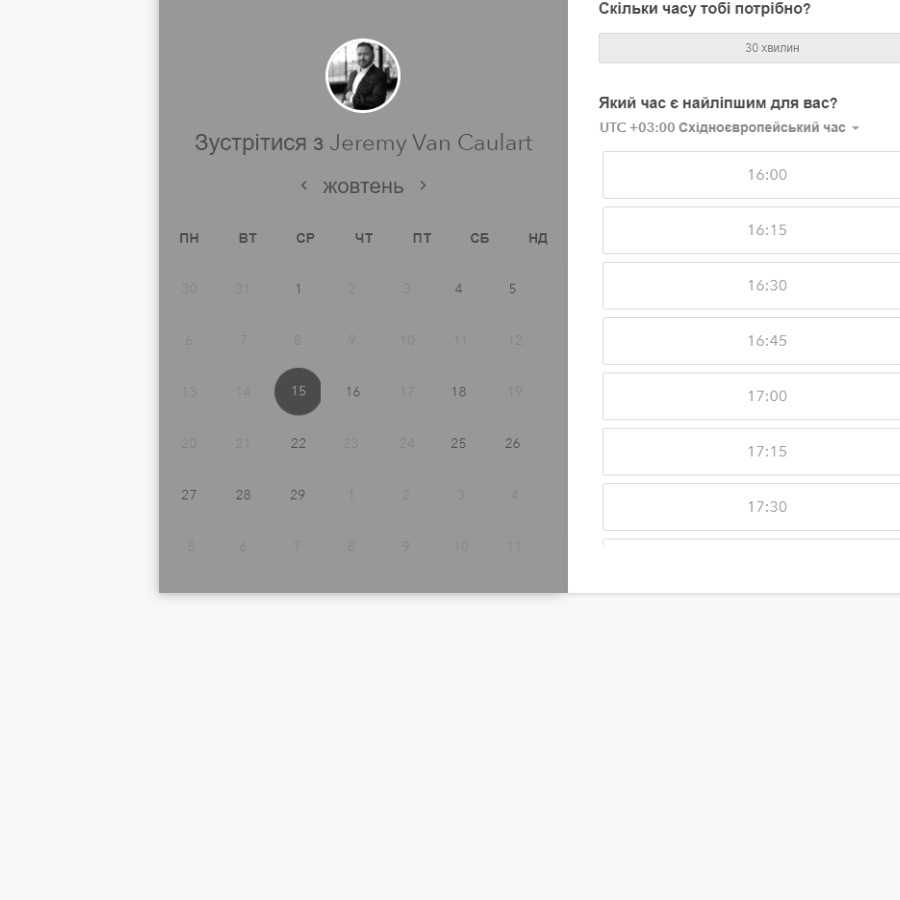 Зустрітися з Jeremy Van Caulart
жовтень
ПН ВТ СР ЧТ ПТ СБ НД
30 31 1 2 3 4 5
6 7 8 9 10 11 12
13 14 15 16 17 18 19
20 21 22 23 24 25 26
27 28 29 1 2 3 4
5 6 7 8 9 10 11
Скільки часу тобі потрібно?
30 хвилин
Який час є найліпшим для вас?
UTC +03:00 Східноєвропейський час
16:00
16:15
16:30
16:45
17:00
17:15
17:30